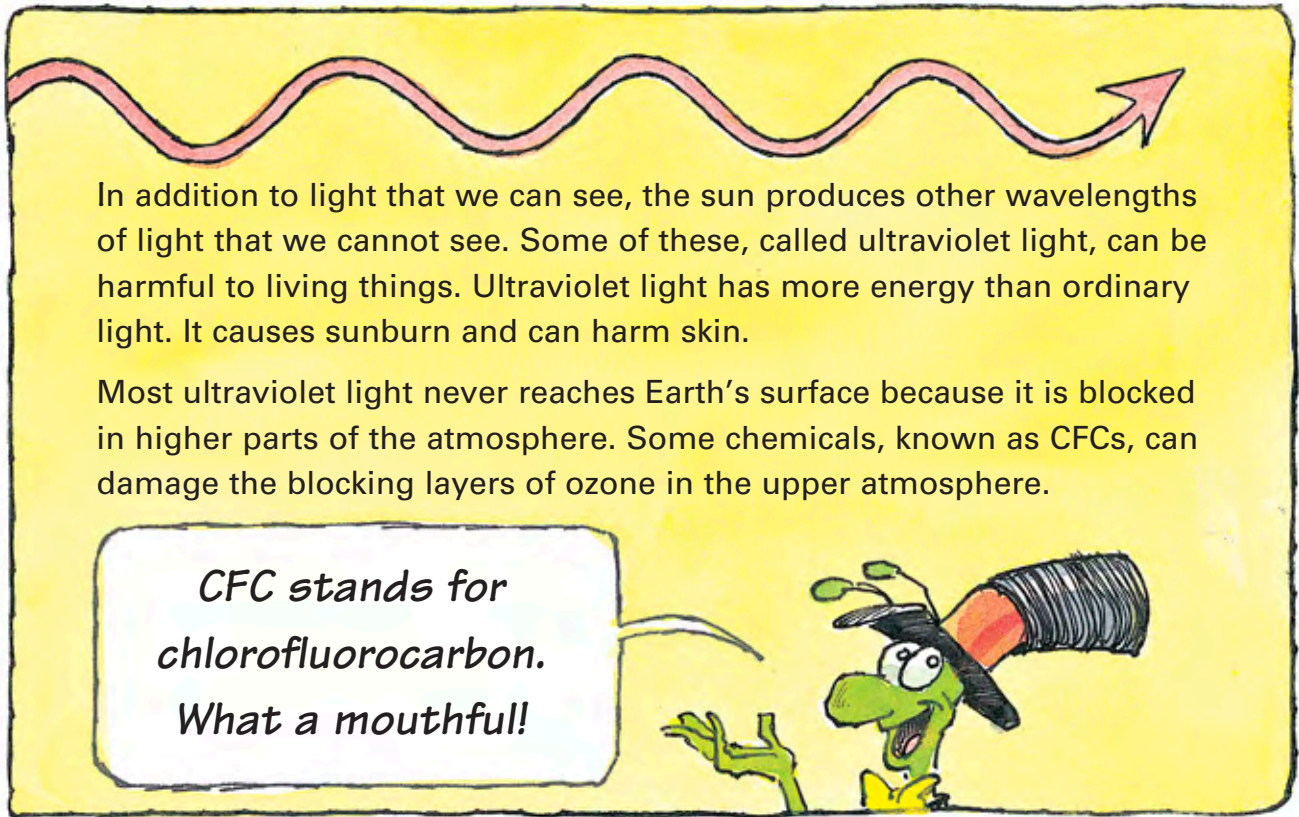 In addition to light that we can see, the sun produces other wavelengths
of light that we cannot see. Some of these, called ultraviolet light, can be
harmful to living things. Ultraviolet light has more energy than ordinary
light. It causes sunburn and can harm skin.
Most ultraviolet light never reaches Earth's surface because it is blocked
in higher parts of the atmosphere. Some chemicals, known as CFCs, can
damage the blocking layers of ozone in the upper atmosphere.
CFC stands for
chlorofluorocarbon.
What a mouthful!